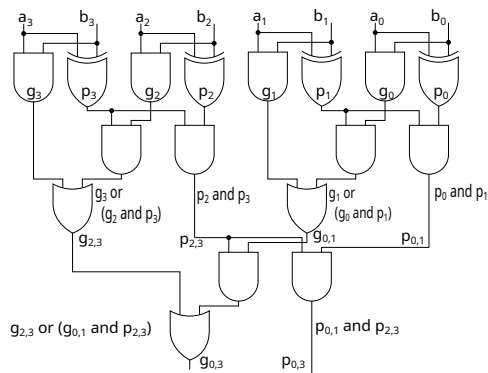 a₃ b₃ a₂ b₂ a₁ b₁ a₀ b₀
g₃ p₃ g₂ p₂ g₁ p₁ g₀ p₀
g₃ or
(g₂ and p₃)
p₂ and p₃
g₁ or
(g₀ and p₁)
p₀ and p₁
g₂,₃ p₂,₃ g₀,₁ p₀,₁
g₂,₃ or (g₀,₁ and p₂,₃) p₀,₁ and p₂,₃
g₀,₃ p₀,₃